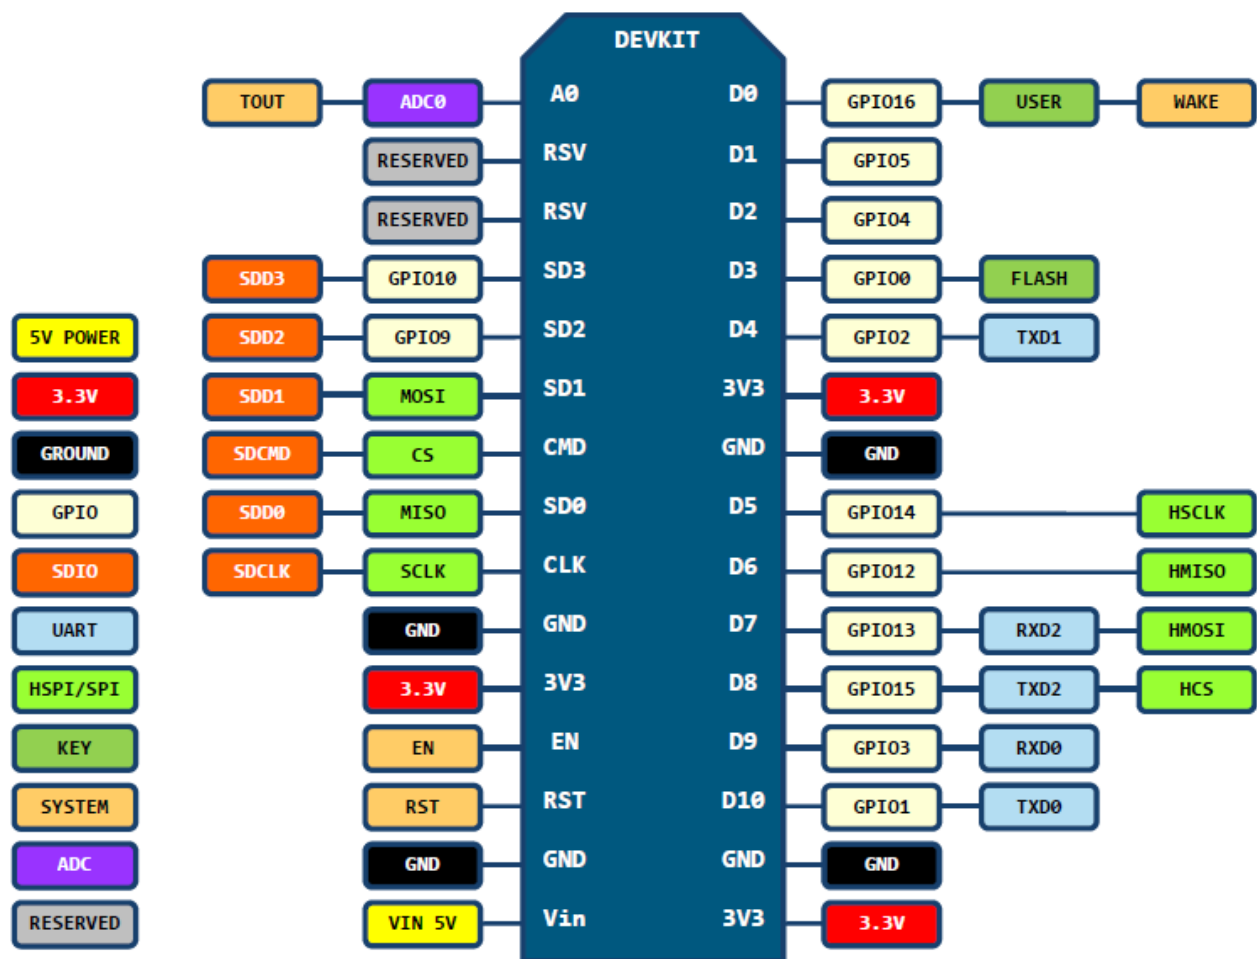 DEVKIT
TOUT ADC0 A0 D0 GPIO16 USER WAKE
RESERVED RSV D1 GPIO5
RESERVED RSV D2 GPIO4
SDD3 GPIO10 SD3 D3 GPIO0 FLASH
5V POWER SDD2 GPIO9 SD2 D4 GPIO2 TXD1
3.3V SDD1 MOSI SD1 3V3 3.3V
GROUND SDCMD CS CMD GND GND
GPIO SDD0 MISO SD0 D5 GPIO14 HSCLK
SDIO SDCLK SCLK CLK D6 GPIO12 HMISO
UART GND GND D7 GPIO13 RXD2 HMOSI
HSPI/SPI 3.3V 3V3 D8 GPIO15 TXD2 HCS
KEY EN EN D9 GPIO3 RXD0
SYSTEM RST RST D10 GPIO1 TXD0
ADC GND GND GND GND
RESERVED VIN 5V Vin 3V3 3.3V